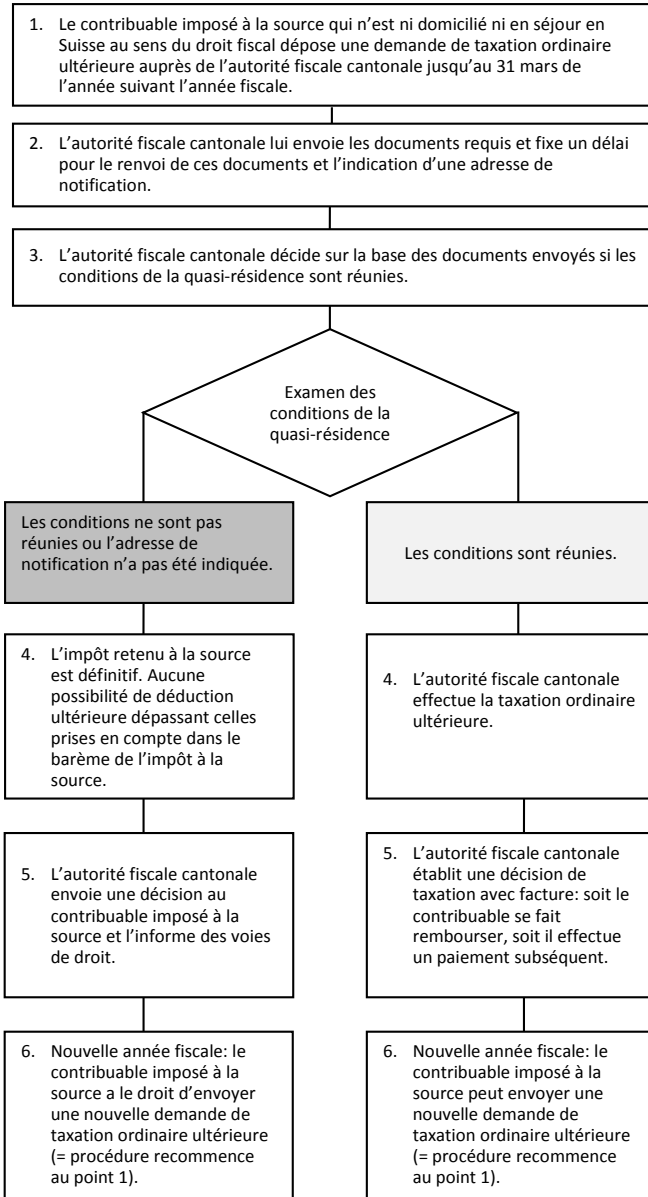 1. Le contribuable imposé à la source qui n’est ni domicilié ni en séjour en
Suisse au sens du droit fiscal dépose une demande de taxation ordinaire
ultérieure auprès de l’autorité fiscale cantonale jusqu’au 31 mars de
l’année suivant l’année fiscale.
2. L’autorité fiscale cantonale lui envoie les documents requis et fixe un délai
pour le renvoi de ces documents et l’indication d’une adresse de
notification.
3. L’autorité fiscale cantonale décide sur la base des documents envoyés si les
conditions de la quasi-résidence sont réunies.
Examen des
conditions de la
quasi-résidence
Les conditions ne sont pas
réunies ou l’adresse de
notification n’a pas été indiquée.
4. L’impôt retenu à la source
est définitif. Aucune
possibilité de déduction
ultérieure dépassant celles
prises en compte dans le
barème de l’impôt à la
source.
5. L’autorité fiscale cantonale
envoie une décision au
contribuable imposé à la
source et l’informe des voies
de droit.
6. Nouvelle année fiscale: le
contribuable imposé à la
source a le droit d’envoyer
une nouvelle demande de
taxation ordinaire ultérieure
(= procédure recommence
au point 1).
Les conditions sont réunies.
4. L’autorité fiscale cantonale
effectue la taxation ordinaire
ultérieure.
5. L’autorité fiscale cantonale
établit une décision de
taxation avec facture: soit le
contribuable se fait
rembourser, soit il effectue
un paiement subséquent.
6. Nouvelle année fiscale: le
contribuable imposé à la
source peut envoyer une
nouvelle demande de
taxation ordinaire ultérieure
(= procédure recommence
au point 1).